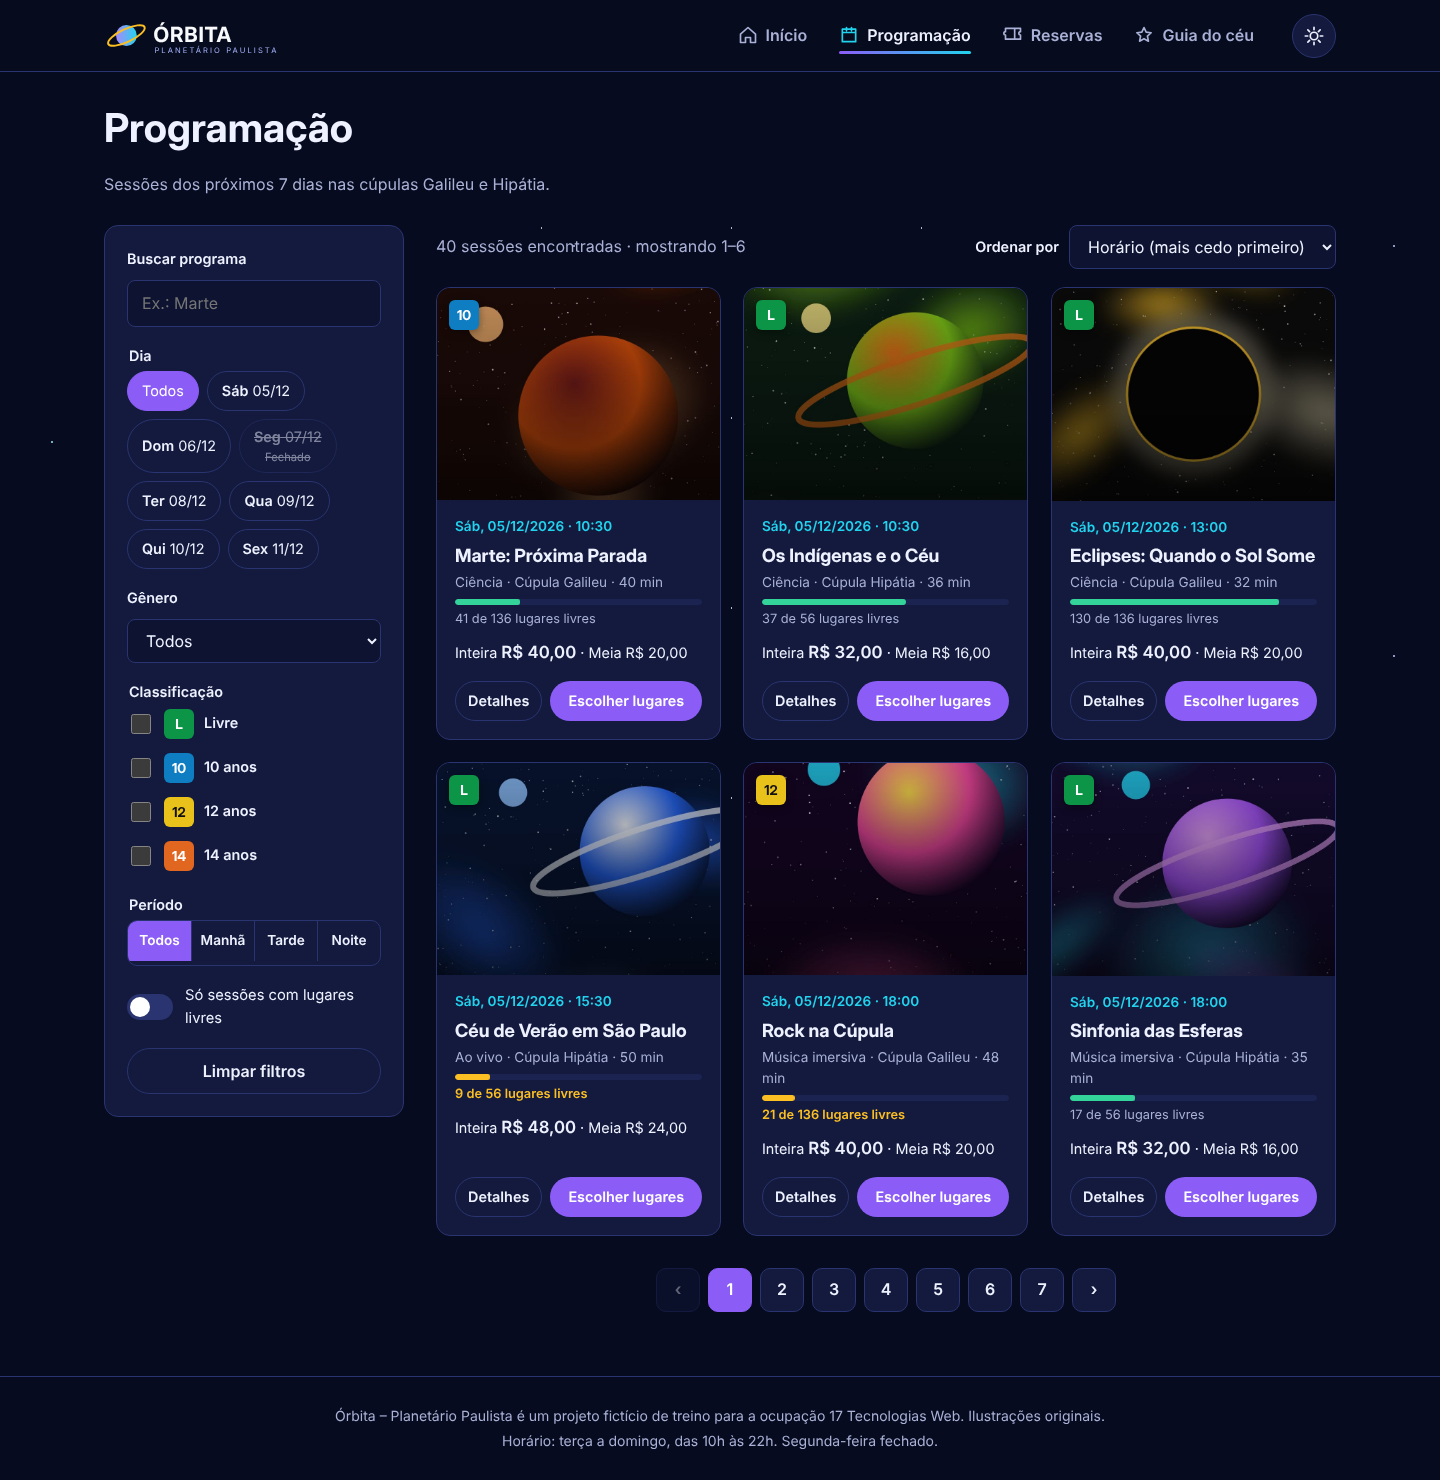 ÓRBITA
PLANETÁRIO PAULISTA
Início
Programação
Reservas
Guia do céu
Programação
Sessões dos próximos 7 dias nas cúpulas Galileu e Hipátia.
Buscar programa
Ex.: Marte
Dia
Todos
Sáb 05/12
Dom 06/12
Seg 07/12
Fechado
Ter 08/12
Qua 09/12
Qui 10/12
Sex 11/12
Gênero
Todos
Classificação
L Livre
10 10 anos
12 12 anos
14 14 anos
Período
Todos
Manhã
Tarde
Noite
Só sessões com lugares
livres
Limpar filtros
40 sessões encontradas · mostrando 1–6
Ordenar por
Horário (mais cedo primeiro)
10
Sáb, 05/12/2026 · 10:30
Marte: Próxima Parada
Ciência · Cúpula Galileu · 40 min
41 de 136 lugares livres
Inteira R$ 40,00 · Meia R$ 20,00
Detalhes
Escolher lugares
L
Sáb, 05/12/2026 · 10:30
Os Indígenas e o Céu
Ciência · Cúpula Hipátia · 36 min
37 de 56 lugares livres
Inteira R$ 32,00 · Meia R$ 16,00
Detalhes
Escolher lugares
L
Sáb, 05/12/2026 · 13:00
Eclipses: Quando o Sol Some
Ciência · Cúpula Galileu · 32 min
130 de 136 lugares livres
Inteira R$ 40,00 · Meia R$ 20,00
Detalhes
Escolher lugares
L
Sáb, 05/12/2026 · 15:30
Céu de Verão em São Paulo
Ao vivo · Cúpula Hipátia · 50 min
9 de 56 lugares livres
Inteira R$ 48,00 · Meia R$ 24,00
Detalhes
Escolher lugares
12
Sáb, 05/12/2026 · 18:00
Rock na Cúpula
Música imersiva · Cúpula Galileu · 48
min
21 de 136 lugares livres
Inteira R$ 40,00 · Meia R$ 20,00
Detalhes
Escolher lugares
L
Sáb, 05/12/2026 · 18:00
Sinfonia das Esferas
Música imersiva · Cúpula Hipátia · 35
min
17 de 56 lugares livres
Inteira R$ 32,00 · Meia R$ 16,00
Detalhes
Escolher lugares
‹ 1 2 3 4 5 6 7 ›
Órbita – Planetário Paulista é um projeto fictício de treino para a ocupação 17 Tecnologias Web. Ilustrações originais.
Horário: terça a domingo, das 10h às 22h. Segunda-feira fechado.